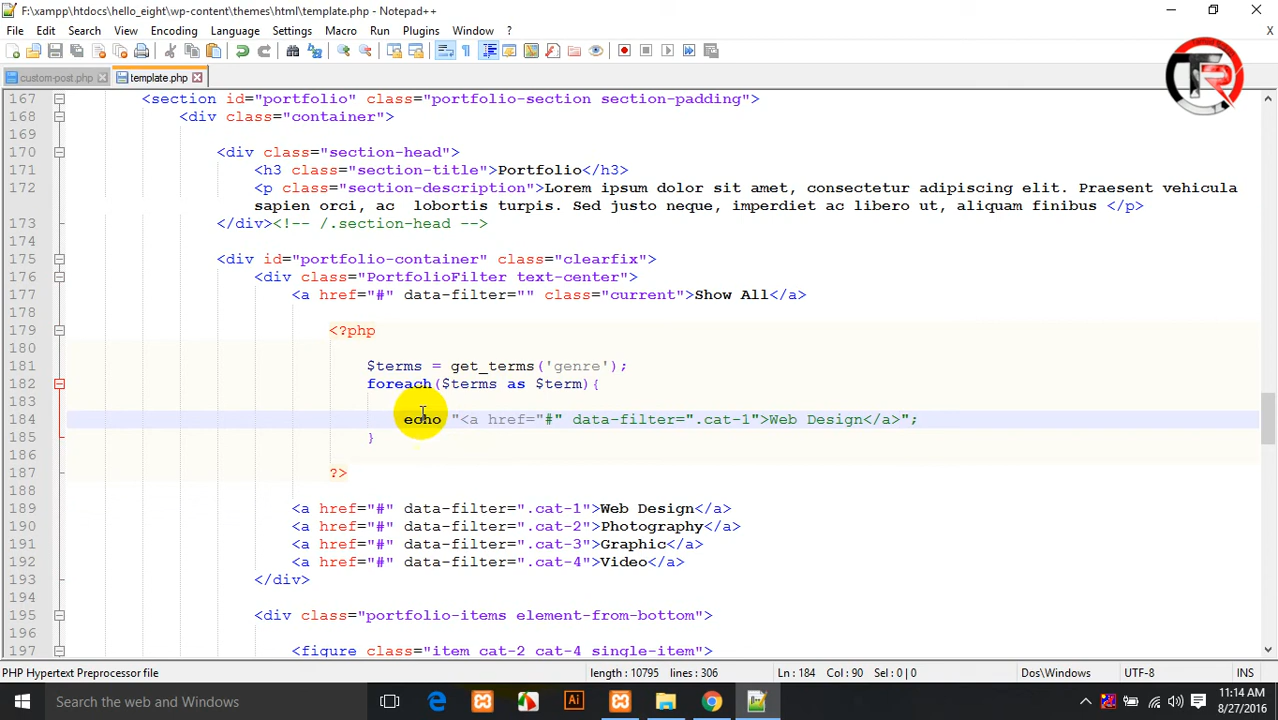 F:\xampp\htdocs\hello_eight\wp-content\themes\html\template.php - Notepad++
File Edit Search View Encoding Language Settings Macro Run Plugins Window ? X
custom-post.php template.php
TR
167 <section id="portfolio" class="portfolio-section section-padding">
168 <div class="container">
169
170 <div class="section-head">
171 <h3 class="section-title">Portfolio</h3>
172 <p class="section-description">Lorem ipsum dolor sit amet, consectetur adipiscing elit. Praesent vehicula
sapien orci, ac lobortis turpis. Sed justo neque, imperdiet ac libero ut, aliquam finibus </p>
173 </div><!-- /.section-head -->
174
175 <div id="portfolio-container" class="clearfix">
176 <div class="PortfolioFilter text-center">
177 <a href="#" data-filter="" class="current">Show All</a>
178
179 <?php
180
181 $terms = get_terms('genre');
182 foreach($terms as $term){
183
184 echo "<a href="#" data-filter=".cat-1">Web Design</a>";
185 }
186
187 ?>
188
189 <a href="#" data-filter=".cat-1">Web Design</a>
190 <a href="#" data-filter=".cat-2">Photography</a>
191 <a href="#" data-filter=".cat-3">Graphic</a>
192 <a href="#" data-filter=".cat-4">Video</a>
193 </div>
194
195 <div class="portfolio-items element-from-bottom">
196
197 <figure class="item cat-2 cat-4 single-item">
PHP Hypertext Preprocessor file length : 10795 lines : 306 Ln : 184 Col : 90 Sel : 0 | 0 Dos\Windows UTF-8 INS
Search the web and Windows
Ai
11:14 AM
8/27/2016